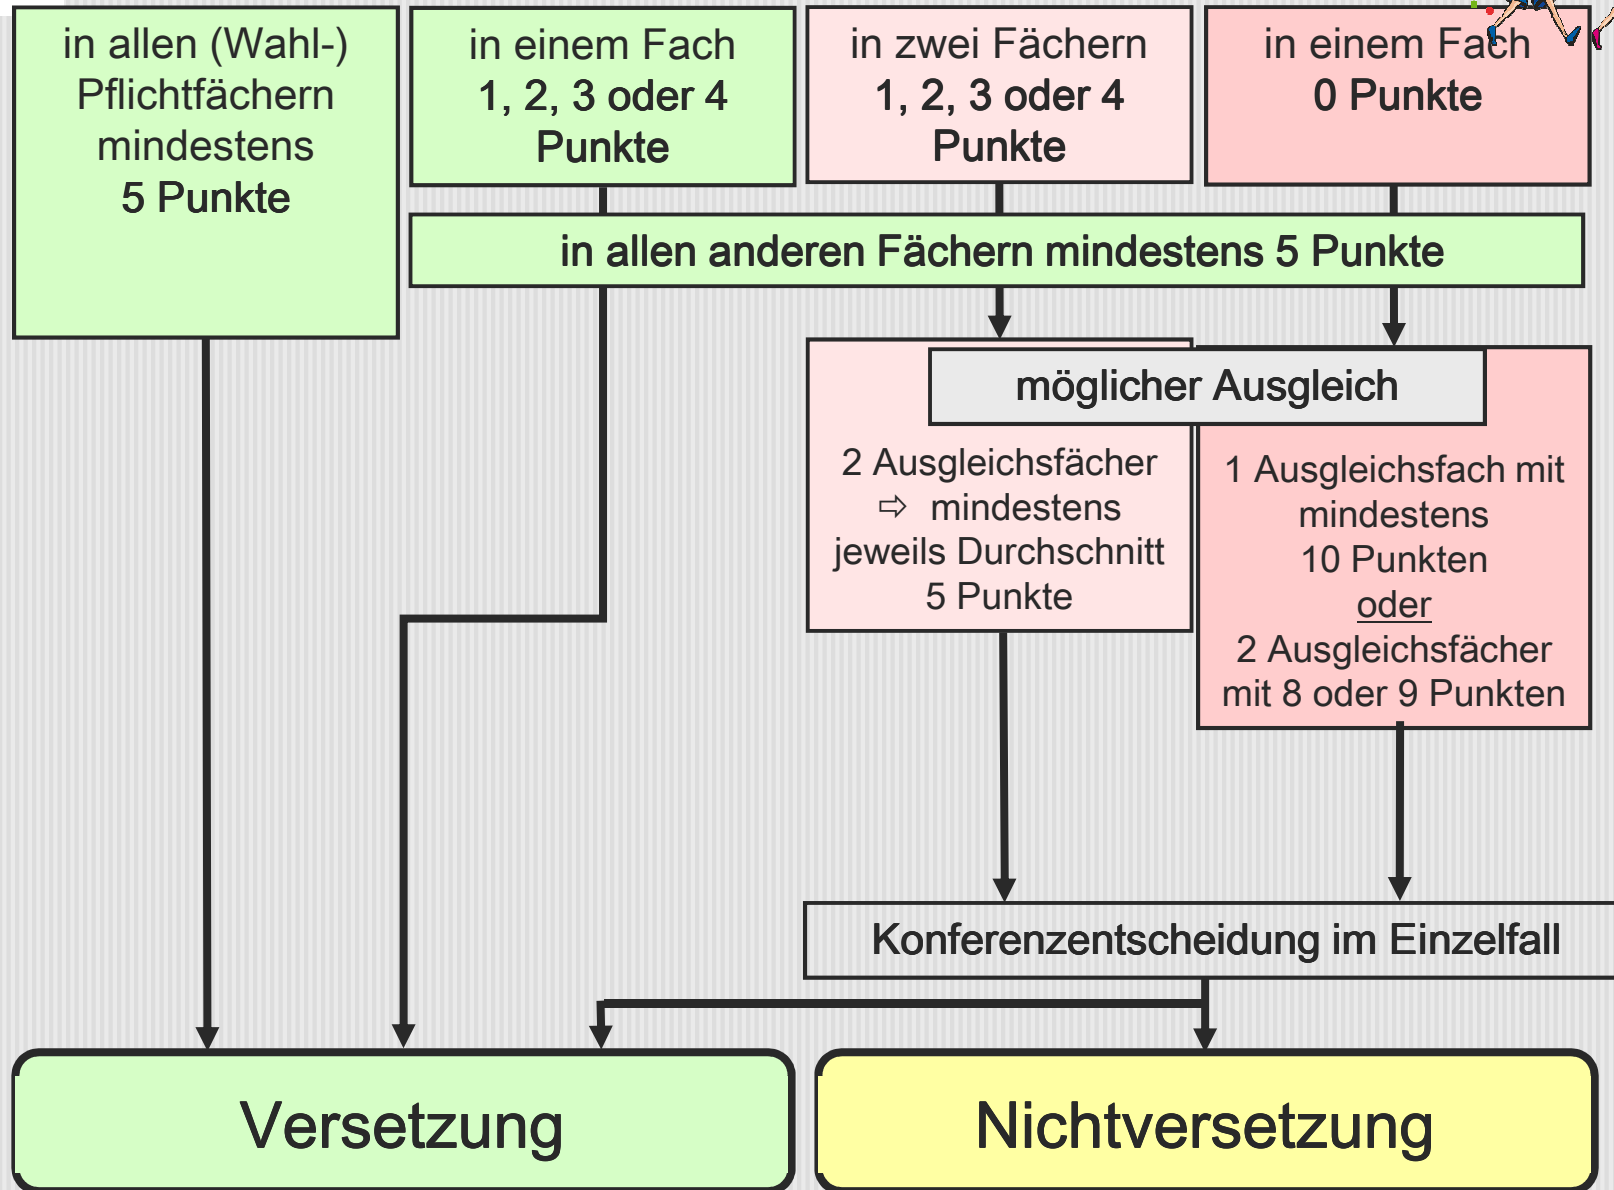 in allen (Wahl-)
Pflichtfächern
mindestens
5 Punkte
in einem Fach
1, 2, 3 oder 4
Punkte
in zwei Fächern
1, 2, 3 oder 4
Punkte
in einem Fach
0 Punkte
in allen anderen Fächern mindestens 5 Punkte
möglicher Ausgleich
2 Ausgleichsfächer
⇨ mindestens
jeweils Durchschnitt
5 Punkte
1 Ausgleichsfach mit
mindestens
10 Punkten
oder
2 Ausgleichsfächer
mit 8 oder 9 Punkten
Konferenzentscheidung im Einzelfall
Versetzung
Nichtversetzung